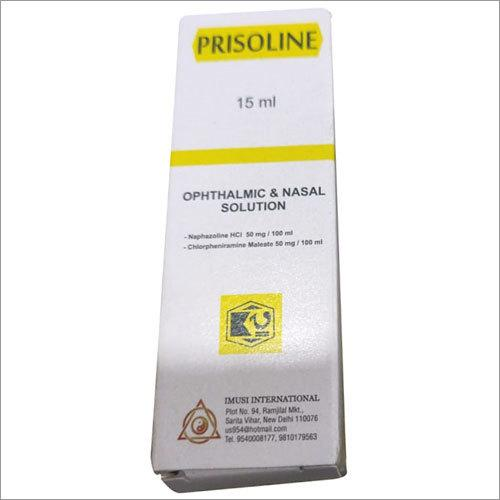 PRISOLINE
15 ml
OPHTHALMIC & NASAL
SOLUTION
- Naphazoline HCl 50 mg / 100 ml
- Chlorpheniramine Maleate 50 mg / 100 ml
IMUSI INTERNATIONAL
Plot No. 94, Ramjilal Mkt.,
Sarita Vihar, New Delhi 110076
us954@hotmail.com
Tel. 9540008177, 9810179563